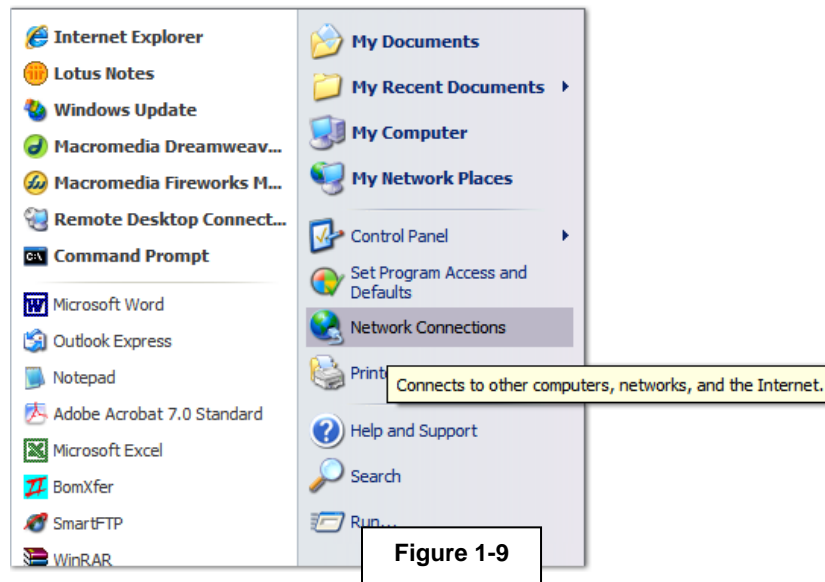 Internet Explorer
Lotus Notes
Windows Update
Macromedia Dreamweav...
Macromedia Fireworks M...
Remote Desktop Connect...
Command Prompt
Microsoft Word
Outlook Express
Notepad
Adobe Acrobat 7.0 Standard
Microsoft Excel
BomXfer
SmartFTP
WinRAR
My Documents
My Recent Documents
My Computer
My Network Places
Control Panel
Set Program Access and
Defaults
Network Connections
Connects to other computers, networks, and the Internet.
Help and Support
Search
Run...
Figure 1-9